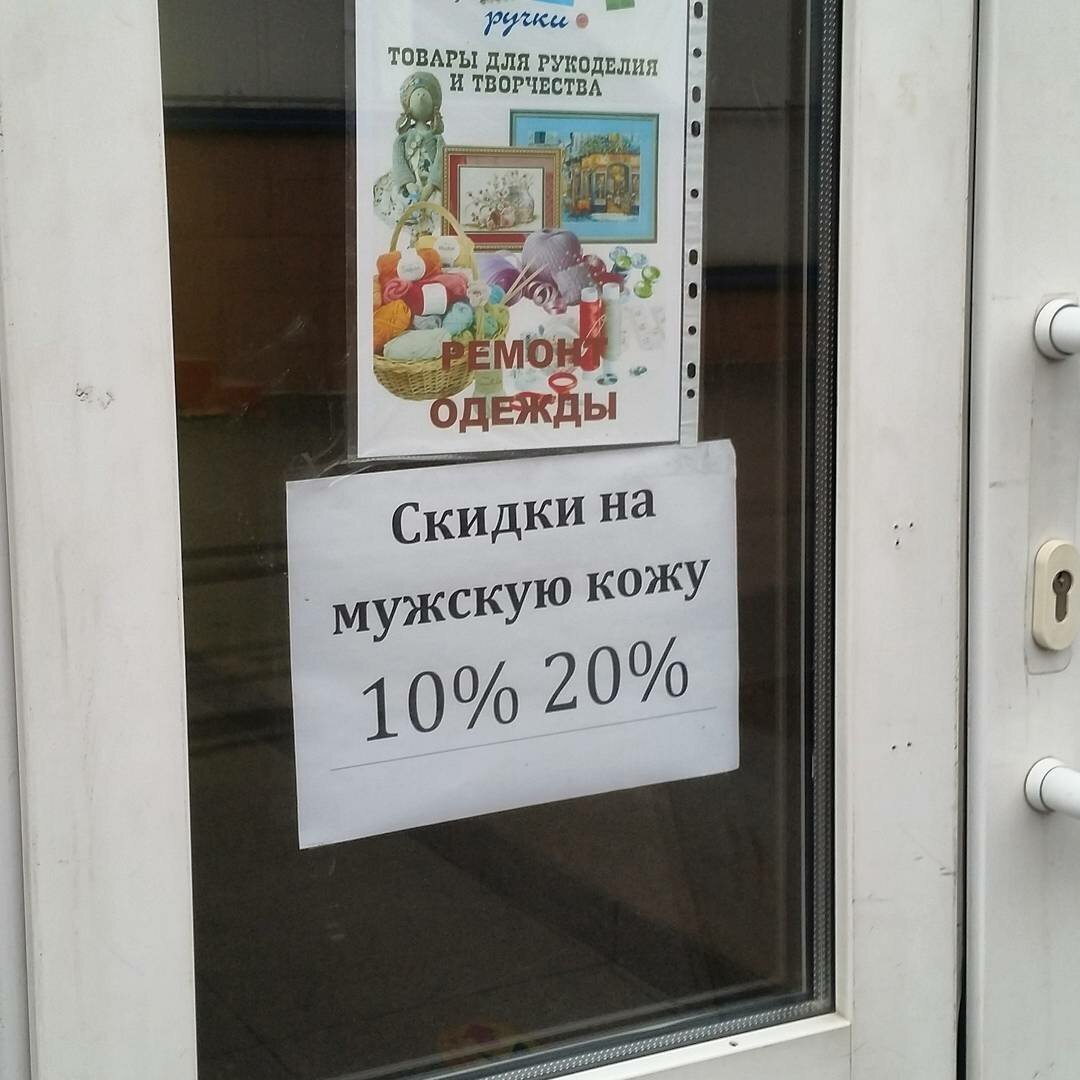 ручки
ТОВАРЫ ДЛЯ РУКОДЕЛИЯ
И ТВОРЧЕСТВА
РЕМОНТ
ОДЕЖДЫ
Скидки на
мужскую кожу
10% 20%